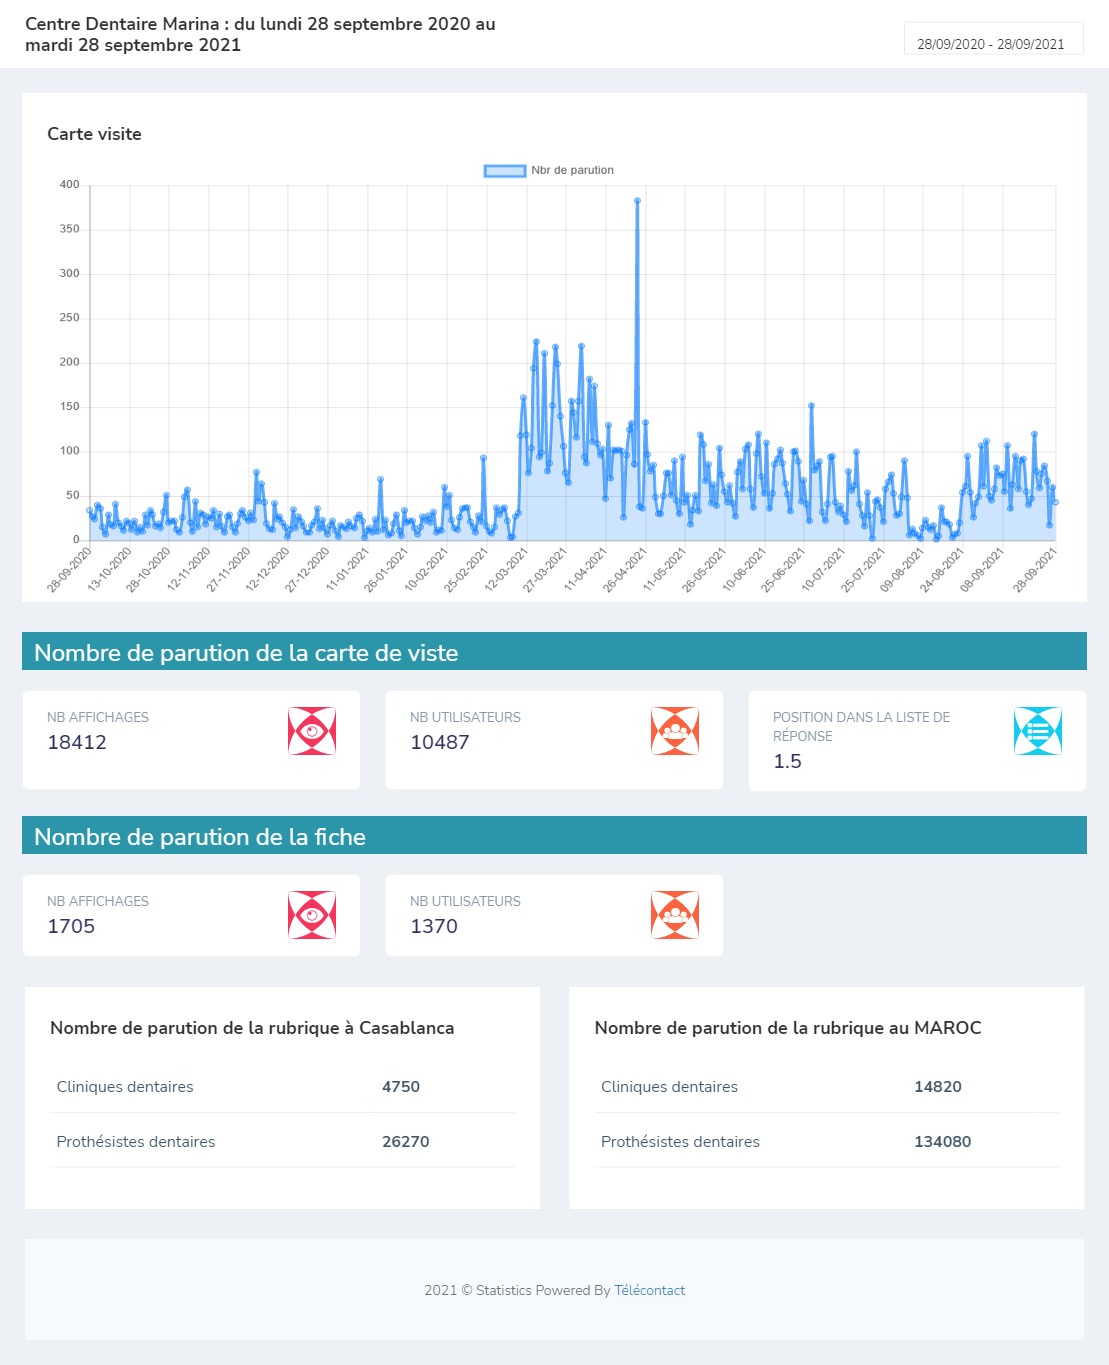 Centre Dentaire Marina : du lundi 28 septembre 2020 au
mardi 28 septembre 2021
28/09/2020 - 28/09/2021
Carte visite
Nbr de parution
400
350
300
250
200
150
100
50
0
28-09-2020
13-10-2020
28-10-2020
12-11-2020
27-11-2020
12-12-2020
27-12-2020
11-01-2021
26-01-2021
10-02-2021
25-02-2021
12-03-2021
27-03-2021
11-04-2021
26-04-2021
11-05-2021
26-05-2021
10-06-2021
25-06-2021
10-07-2021
25-07-2021
09-08-2021
24-08-2021
08-09-2021
28-09-2021
Nombre de parution de la carte de viste
NB AFFICHAGES
18412
NB UTILISATEURS
10487
POSITION DANS LA LISTE DE
RÉPONSE
1.5
Nombre de parution de la fiche
NB AFFICHAGES
1705
NB UTILISATEURS
1370
Nombre de parution de la rubrique à Casablanca
Cliniques dentaires 4750
Prothésistes dentaires 26270
Nombre de parution de la rubrique au MAROC
Cliniques dentaires 14820
Prothésistes dentaires 134080
2021 © Statistics Powered By Télécontact